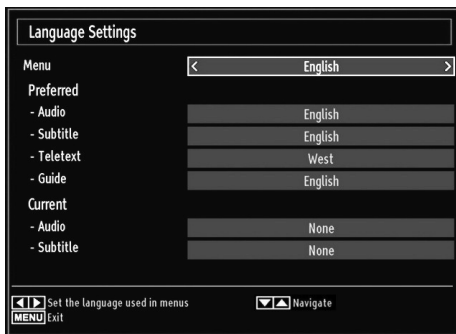 Language Settings
Menu < English >
Preferred
- Audio English
- Subtitle English
- Teletext West
- Guide English
Current
- Audio None
- Subtitle None
Set the language used in menus Navigate
MENU Exit